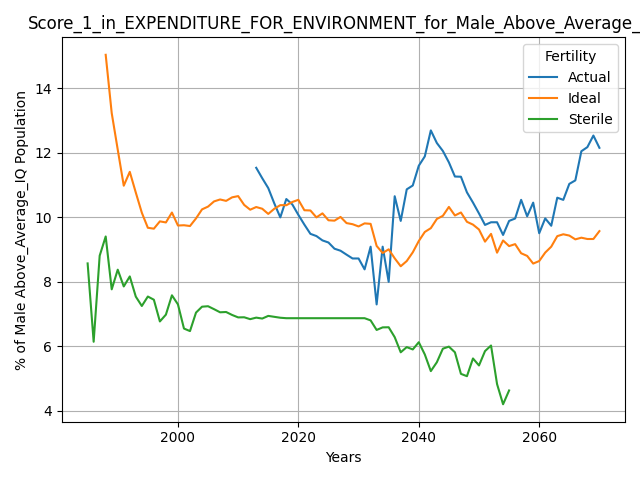 Score_1_in_EXPENDITURE_FOR_ENVIRONMENT_for_Male_Above_Average_
% of Male Above_Average_IQ Population
14
12
10
8
6
4
Fertility
Actual
Ideal
Sterile
2000
2020
2040
2060
Years